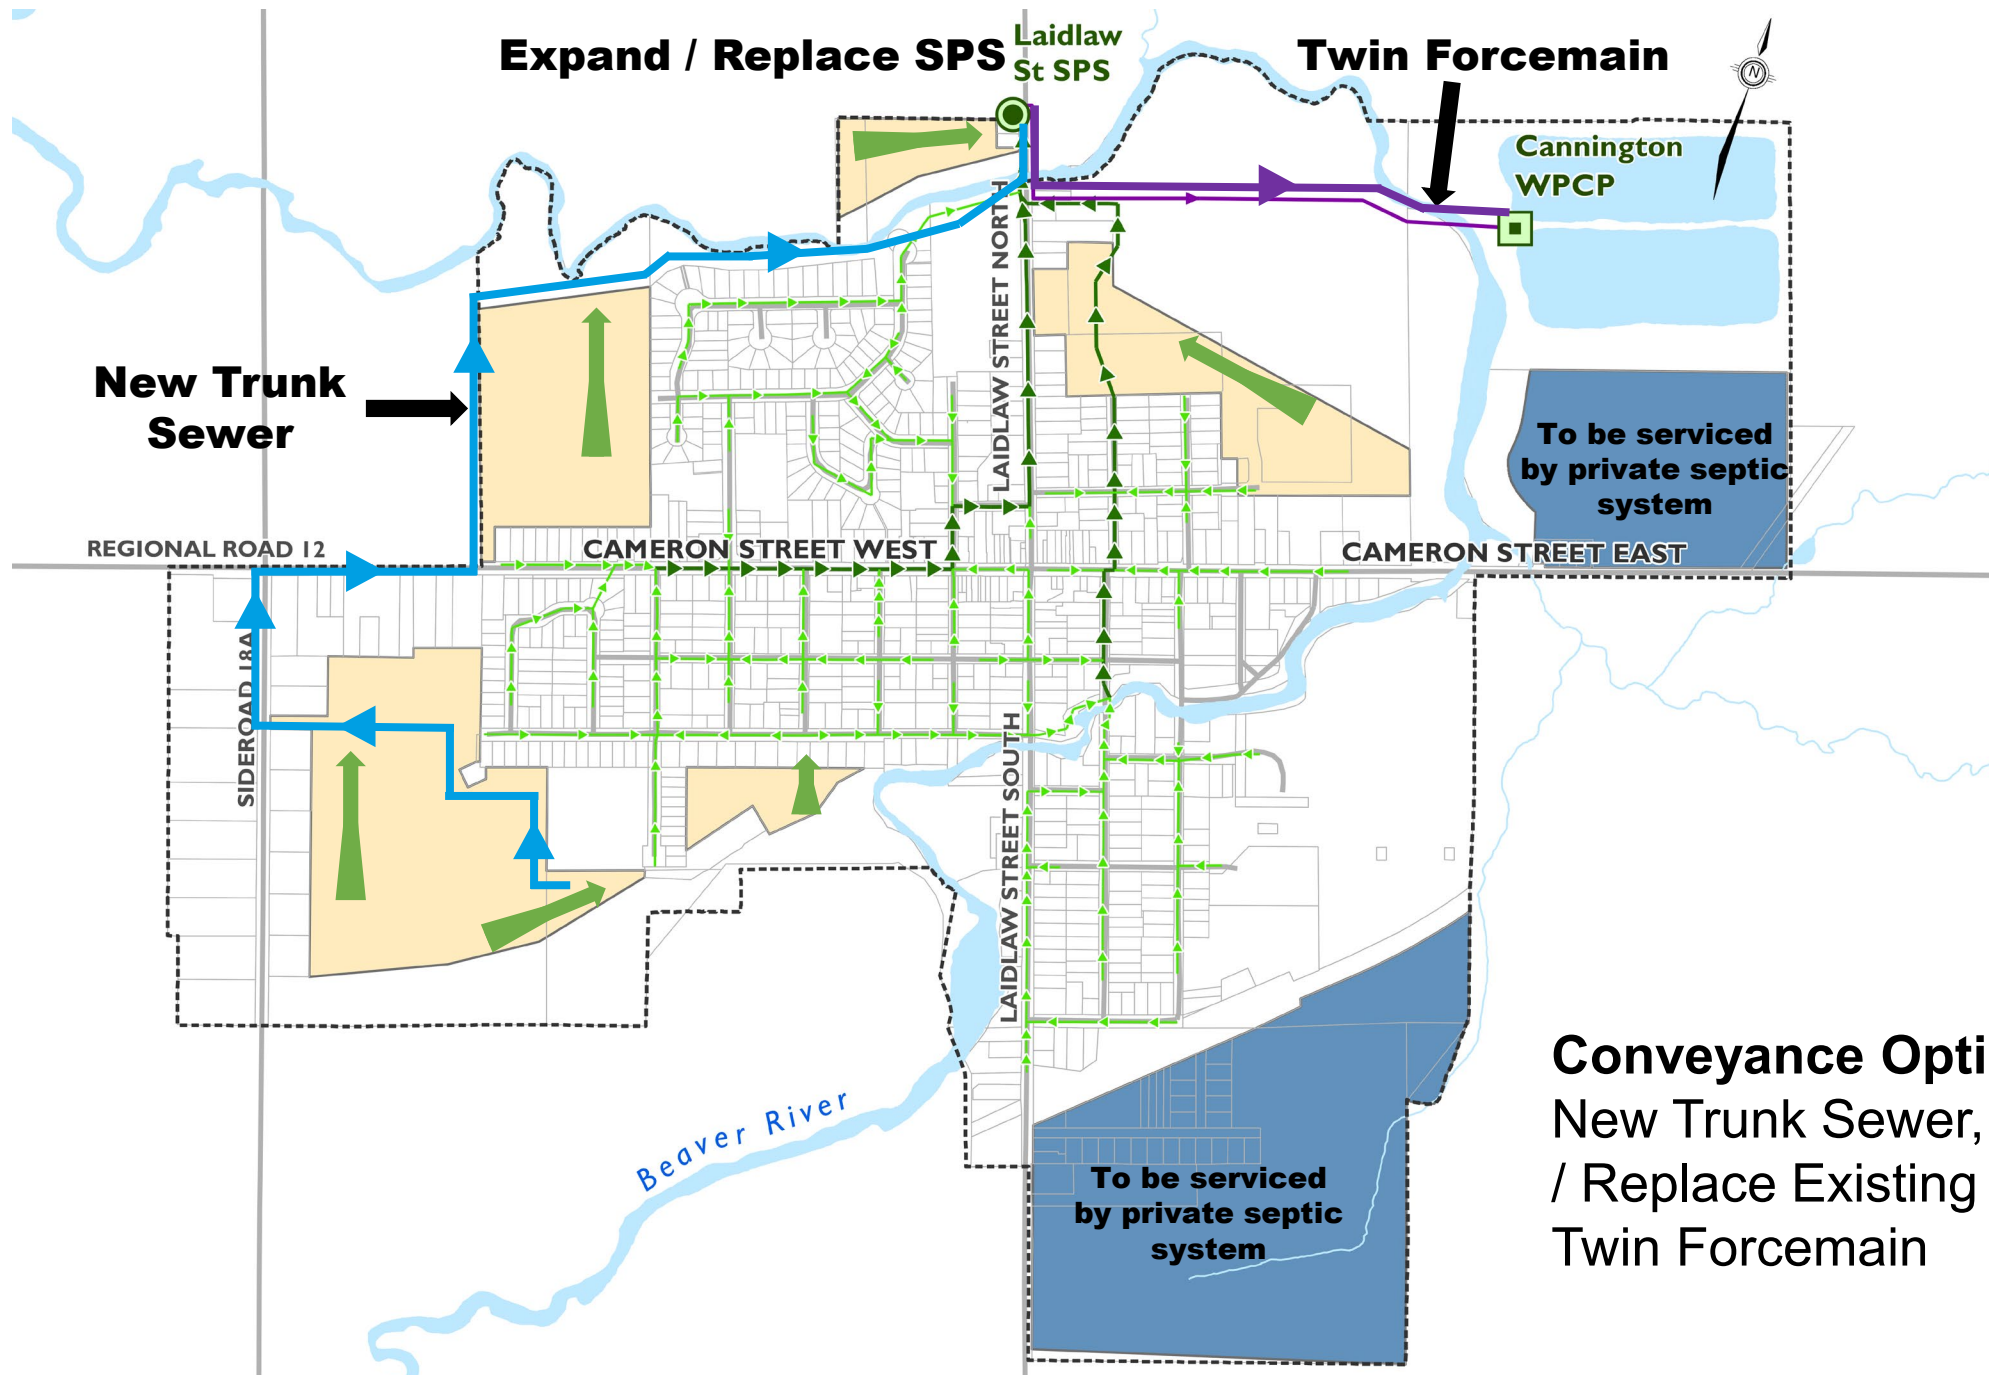 Expand / Replace SPS
Laidlaw
St SPS
Twin Forcemain
N
Cannington
WPCP
LAIDLAW STREET NORTH
New Trunk
Sewer
To be serviced
by private septic
system
REGIONAL ROAD 12
CAMERON STREET WEST
CAMERON STREET EAST
SIDEROAD 18A
LAIDLAW STREET SOUTH
Beaver River
To be serviced
by private septic
system
Conveyance Opti
New Trunk Sewer,
/ Replace Existing
Twin Forcemain